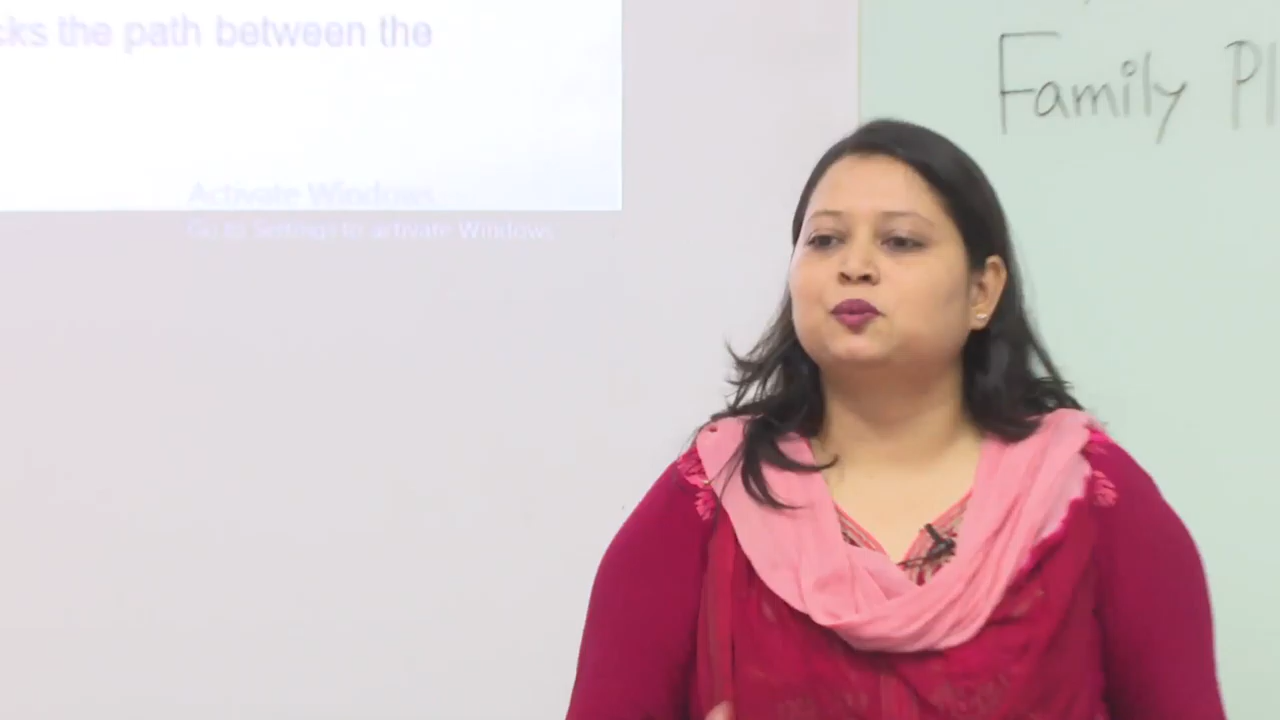 cks the path between the
Activate Windows
Go to Settings to activate Windows
Family Pl